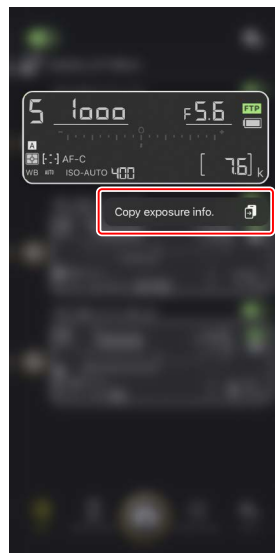 S 1000 F5.6 FTP
A
[·:·] AF-C
WB AUTO ISO-AUTO 400 [ 7.6] k
Copy exposure info.